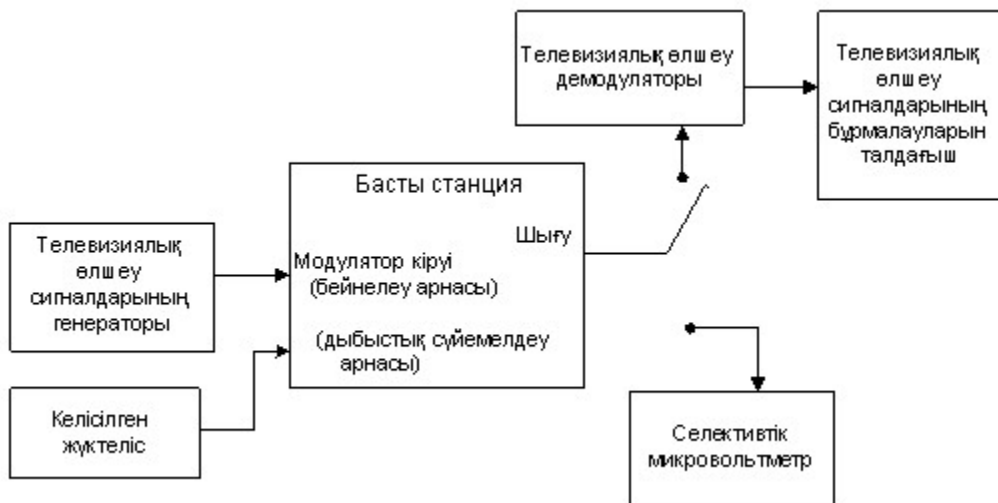 Телевизиялық өлшеу
демодуляторы
Телевизиялық
өлшеу
сигналдарының
бұрмалауларын
талдағыш
Басты станция
Шығу
Модулятор кіруі
(бейнелеу арнасы)
(дыбыстық сүйемелдеу
арнасы)
Телевизиялық
өлшеу
сигналдарының
генераторы
Келісілген
жүктеліс
Селективтік
микровольтметр